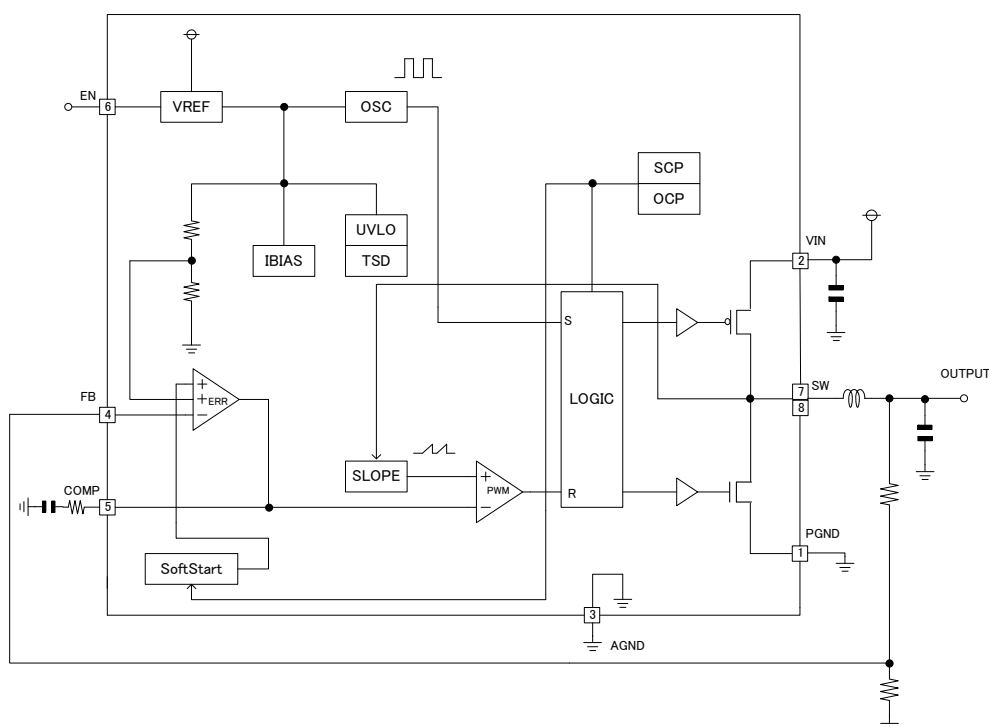 EN
6
VREF
OSC
SCP
OCP
UVLO
TSD
IBIAS
VIN
2
S
LOGIC
OUTPUT
SW
7
8
FB
4
+
+
−
ERR
SLOPE
+
−
PWM
R
COMP
5
PGND
1
SoftStart
3
AGND